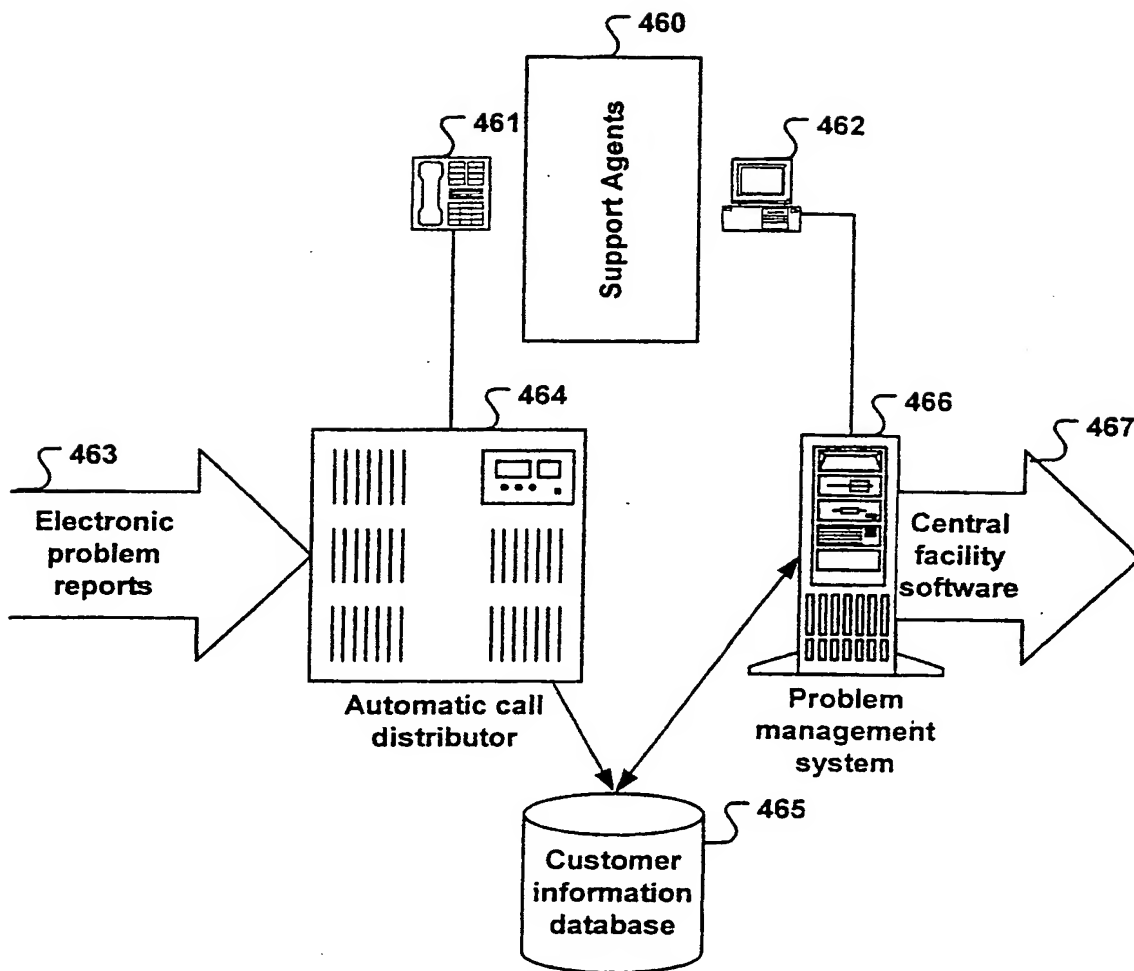 460
461
462
Support Agents
464
466
467
463
Electronic
problem
reports
Central
facility
software
Automatic call
distributor
Problem
management
system
465
Customer
information
database